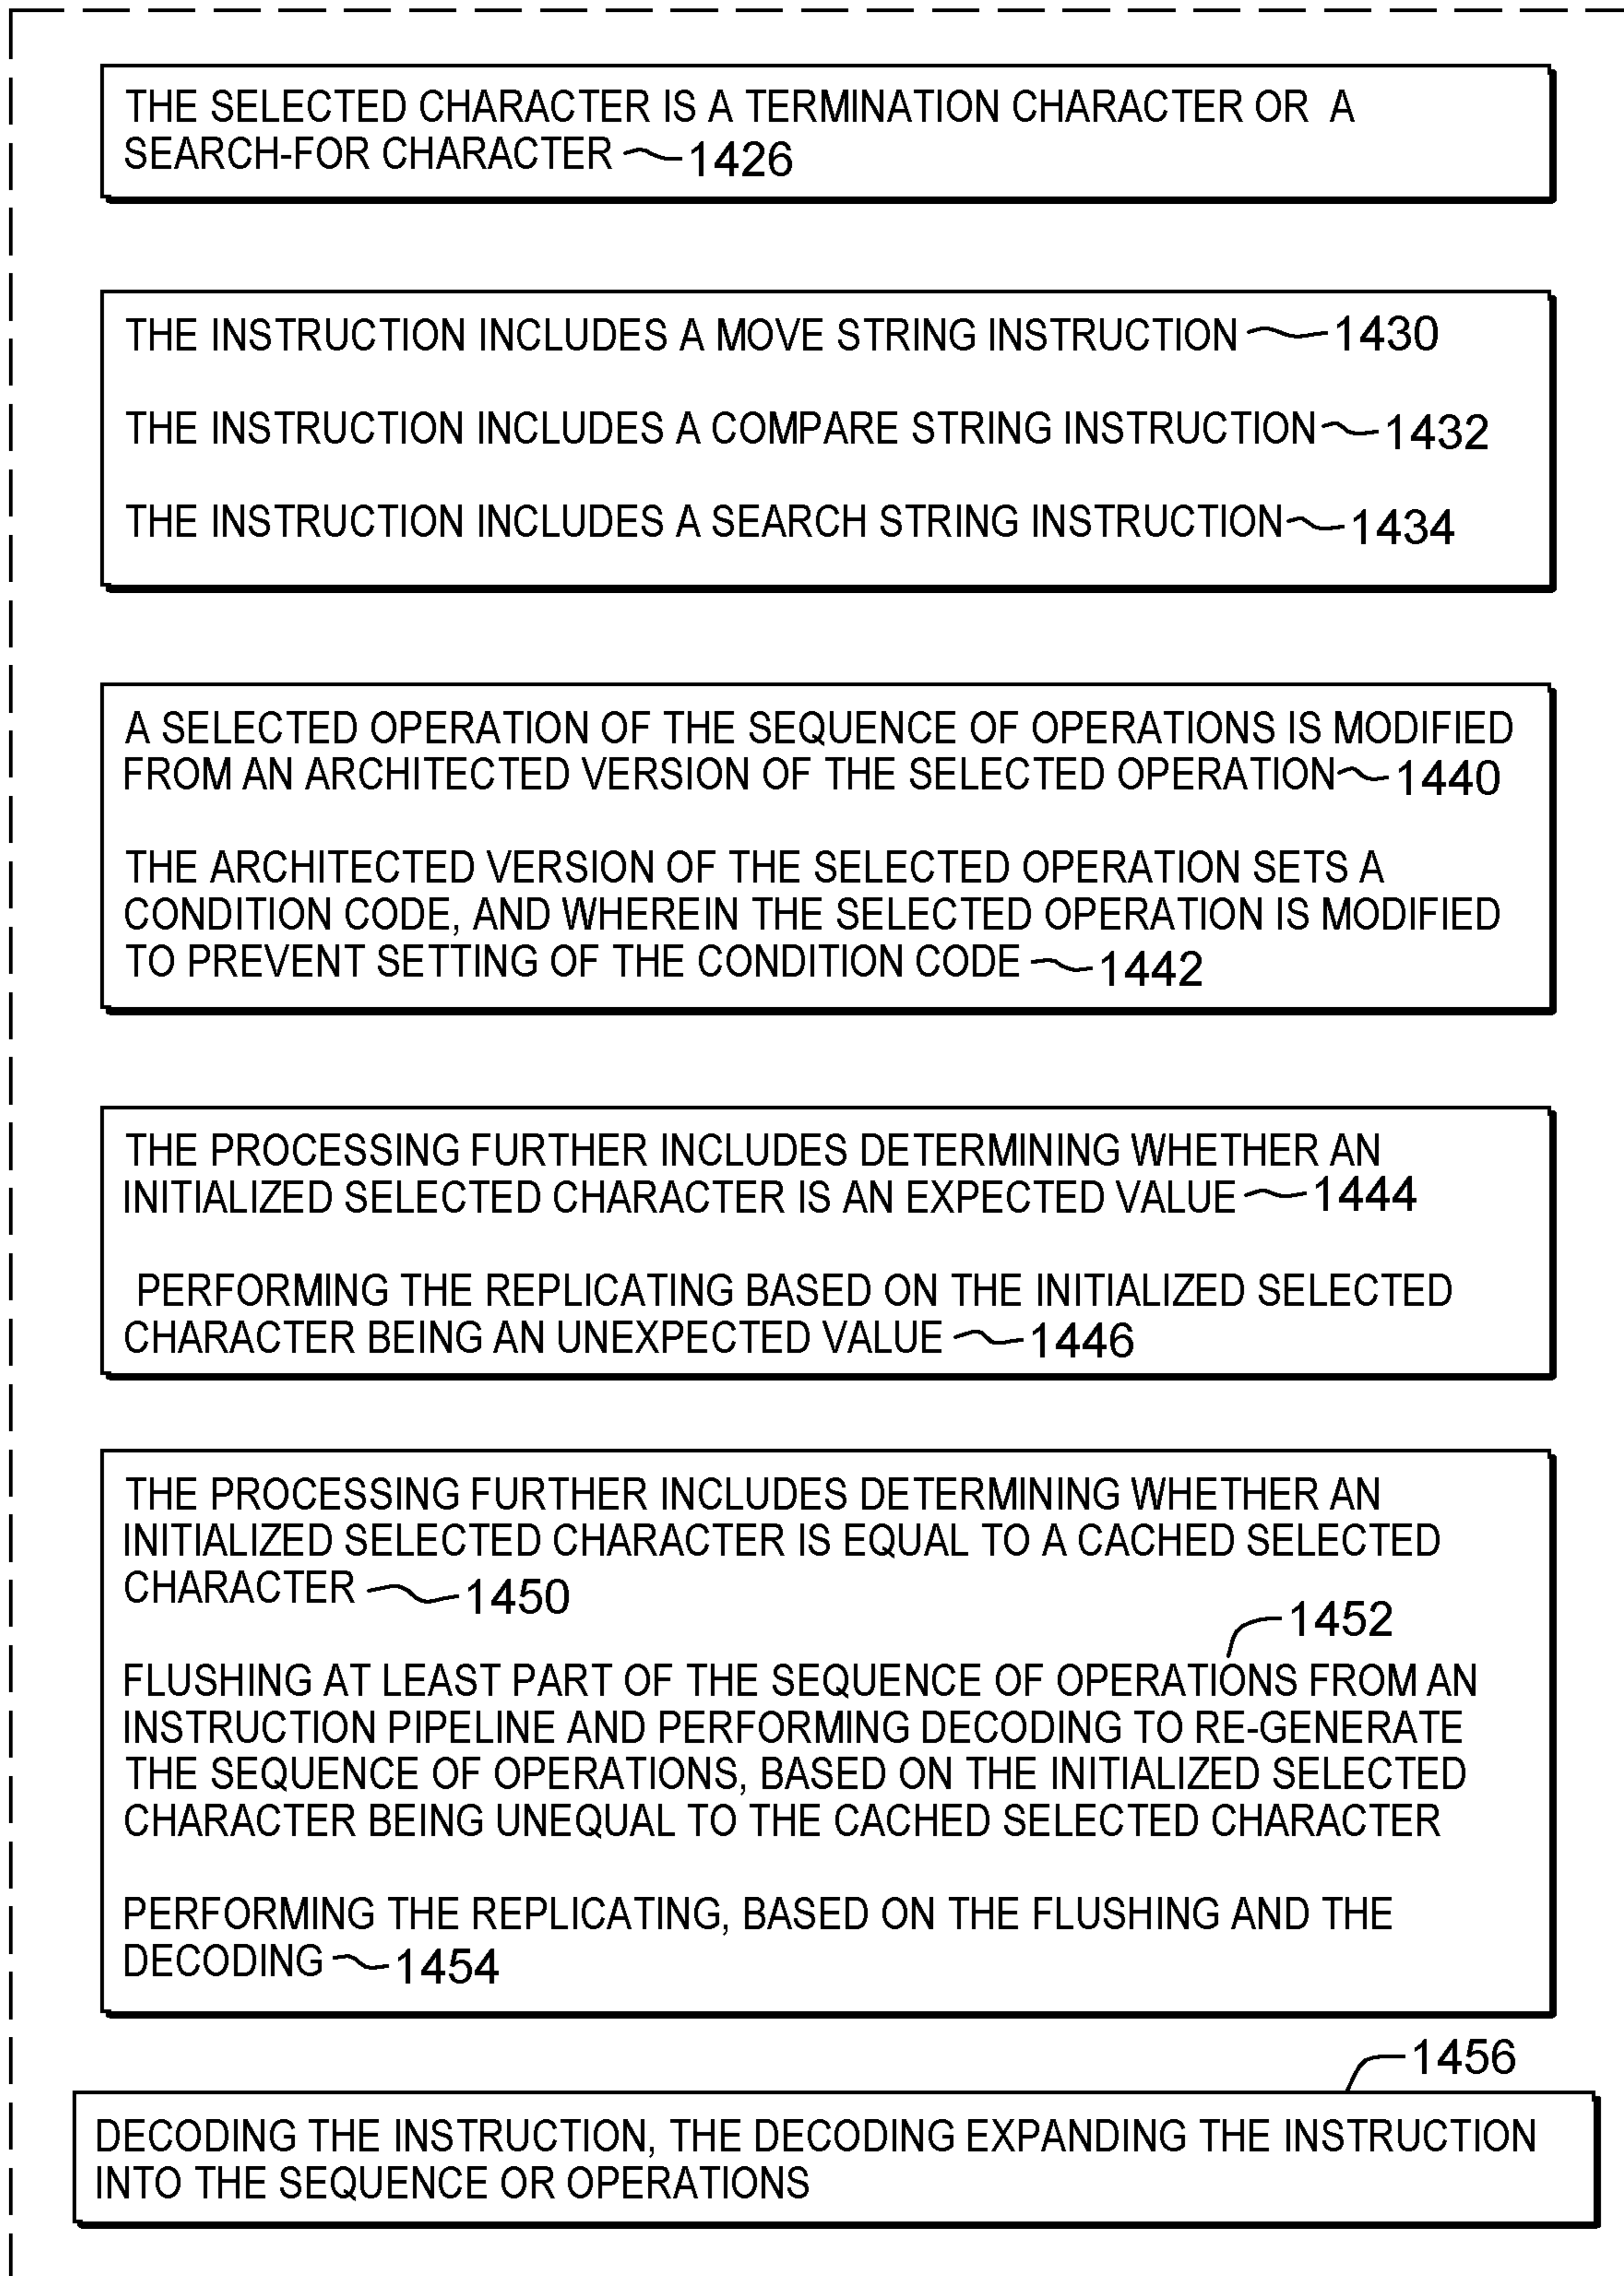 THE SELECTED CHARACTER IS A TERMINATION CHARACTER OR A
SEARCH-FOR CHARACTER 1426
THE INSTRUCTION INCLUDES A MOVE STRING INSTRUCTION 1430
THE INSTRUCTION INCLUDES A COMPARE STRING INSTRUCTION 1432
THE INSTRUCTION INCLUDES A SEARCH STRING INSTRUCTION 1434
A SELECTED OPERATION OF THE SEQUENCE OF OPERATIONS IS MODIFIED
FROM AN ARCHITECTED VERSION OF THE SELECTED OPERATION 1440
THE ARCHITECTED VERSION OF THE SELECTED OPERATION SETS A
CONDITION CODE, AND WHEREIN THE SELECTED OPERATION IS MODIFIED
TO PREVENT SETTING OF THE CONDITION CODE 1442
THE PROCESSING FURTHER INCLUDES DETERMINING WHETHER AN
INITIALIZED SELECTED CHARACTER IS AN EXPECTED VALUE 1444
PERFORMING THE REPLICATING BASED ON THE INITIALIZED SELECTED
CHARACTER BEING AN UNEXPECTED VALUE 1446
THE PROCESSING FURTHER INCLUDES DETERMINING WHETHER AN
INITIALIZED SELECTED CHARACTER IS EQUAL TO A CACHED SELECTED
CHARACTER 1450
1452
FLUSHING AT LEAST PART OF THE SEQUENCE OF OPERATIONS FROM AN
INSTRUCTION PIPELINE AND PERFORMING DECODING TO RE-GENERATE
THE SEQUENCE OF OPERATIONS, BASED ON THE INITIALIZED SELECTED
CHARACTER BEING UNEQUAL TO THE CACHED SELECTED CHARACTER
PERFORMING THE REPLICATING, BASED ON THE FLUSHING AND THE
DECODING 1454
1456
DECODING THE INSTRUCTION, THE DECODING EXPANDING THE INSTRUCTION
INTO THE SEQUENCE OR OPERATIONS